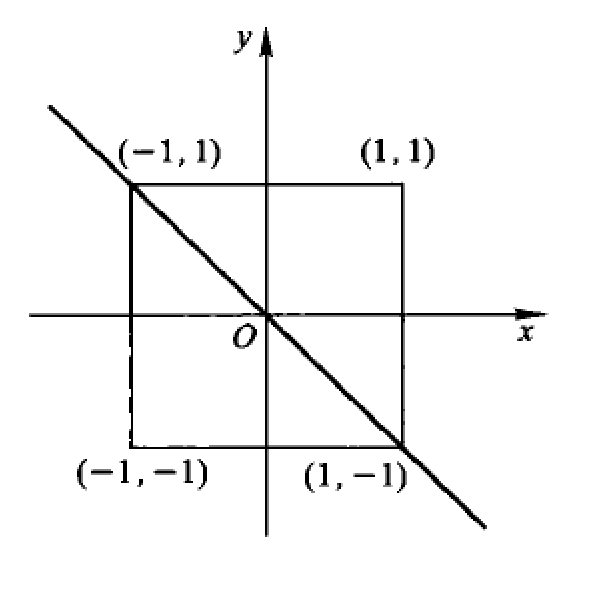 y
(−1, 1) (1, 1)
O x
(−1, −1) (1, −1)